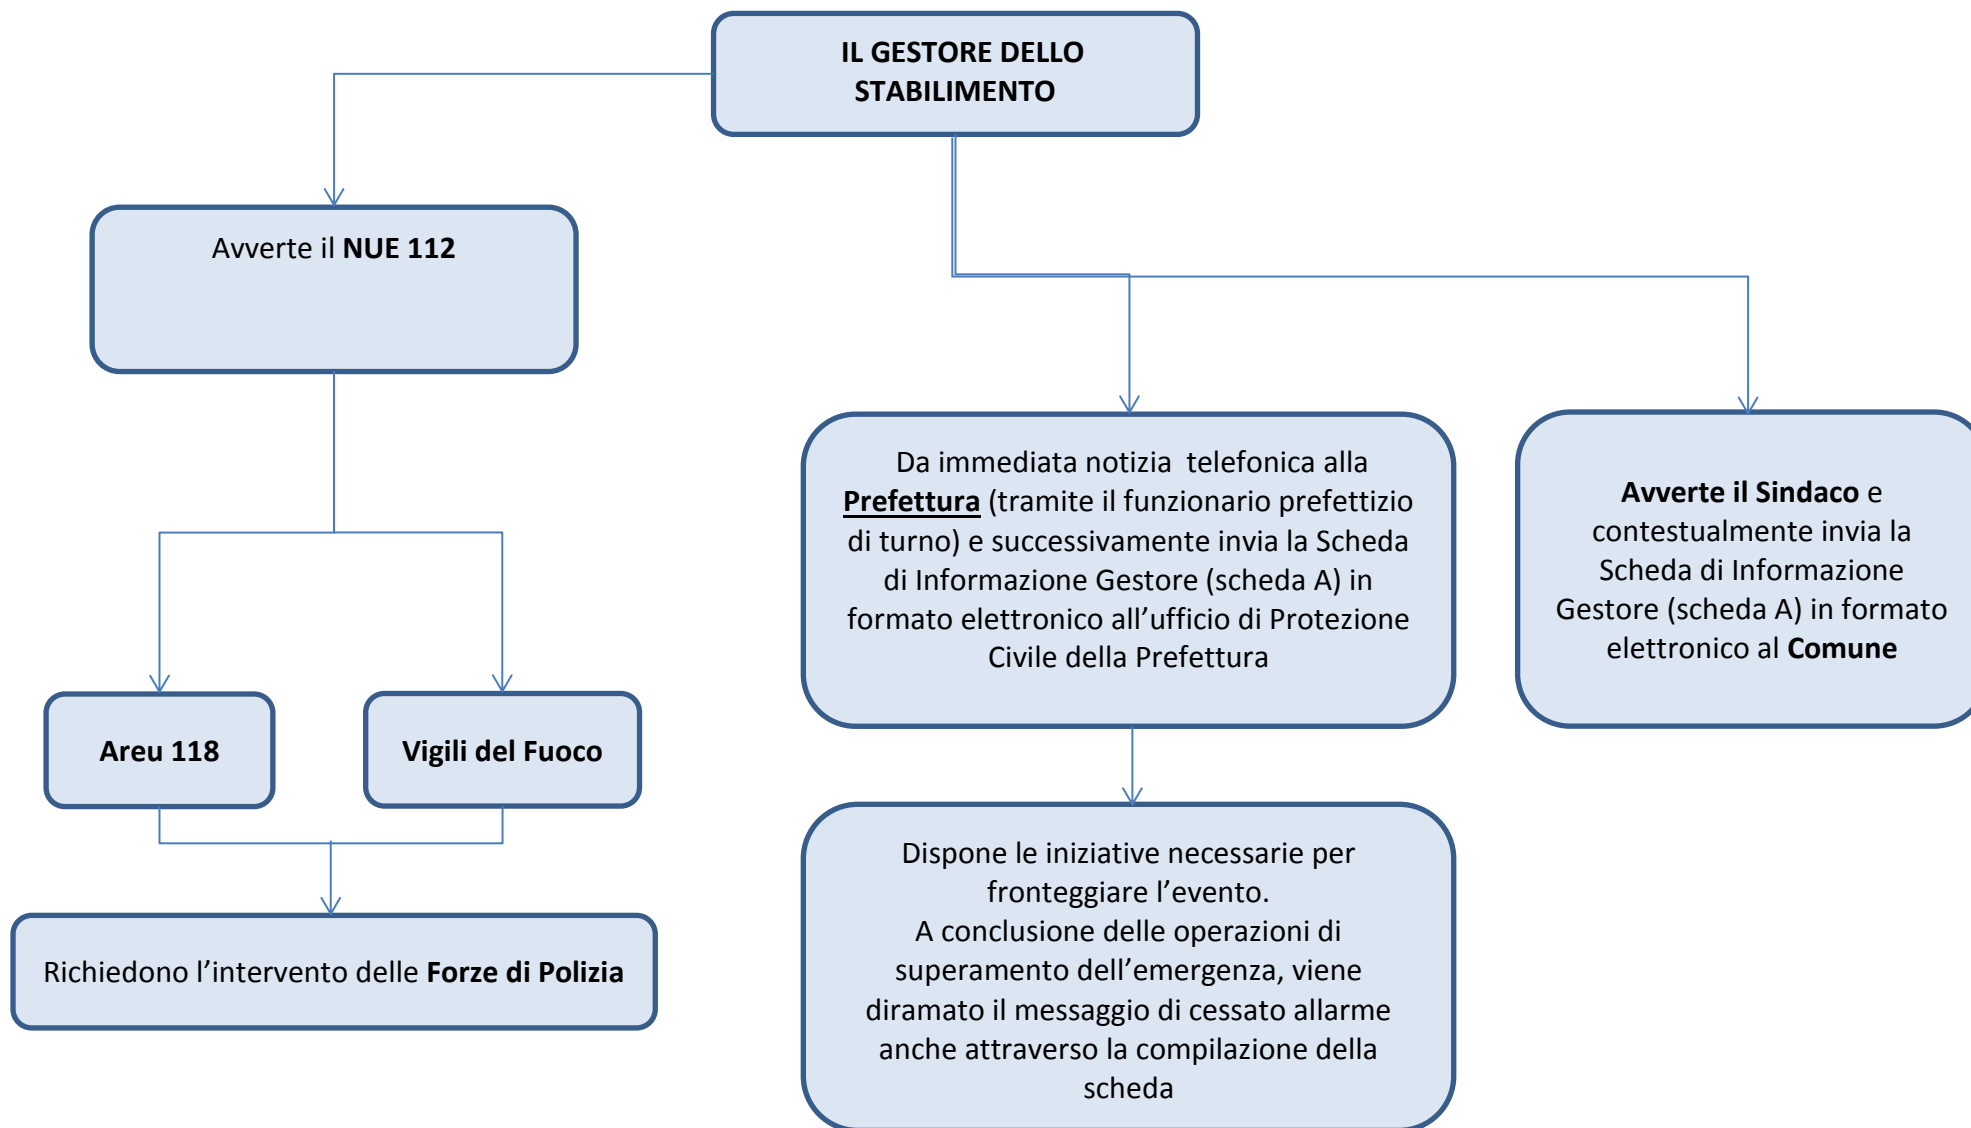 IL GESTORE DELLO
STABILIMENTO
Avverte il NUE 112
Da immediata notizia telefonica alla
Prefettura (tramite il funzionario prefettizio
di turno) e successivamente invia la Scheda
di Informazione Gestore (scheda A) in
formato elettronico all’ufficio di Protezione
Civile della Prefettura
Avverte il Sindaco e
contestualmente invia la
Scheda di Informazione
Gestore (scheda A) in formato
elettronico al Comune
Areu 118
Vigili del Fuoco
Dispone le iniziative necessarie per
fronteggiare l’evento.
A conclusione delle operazioni di
superamento dell’emergenza, viene
diramato il messaggio di cessato allarme
anche attraverso la compilazione della
scheda
Richiedono l’intervento delle Forze di Polizia